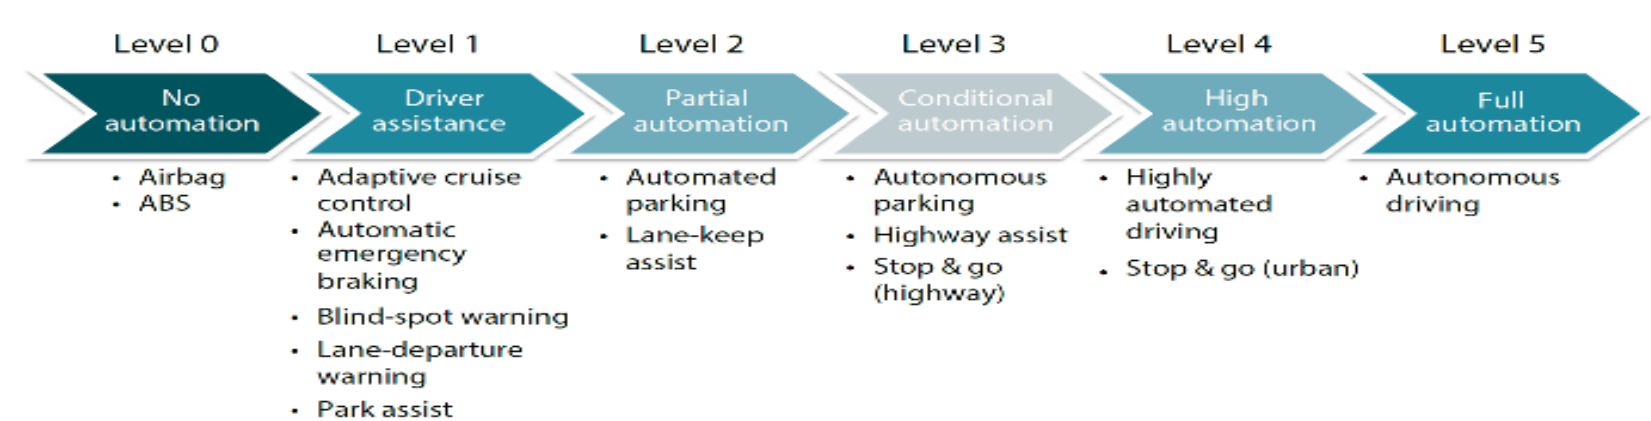 Level 0
Level 1
Level 2
Level 3
Level 4
Level 5
No
automation
Driver
assistance
Partial
automation
Conditional
automation
High
automation
Full
automation
• Airbag
• ABS
• Adaptive cruise
control
• Automatic
emergency
braking
• Blind-spot warning
• Lane-departure
warning
• Park assist
• Automated
parking
• Lane-keep
assist
• Autonomous
parking
• Highway assist
• Stop & go
(highway)
• Highly
automated
driving
• Stop & go (urban)
• Autonomous
driving